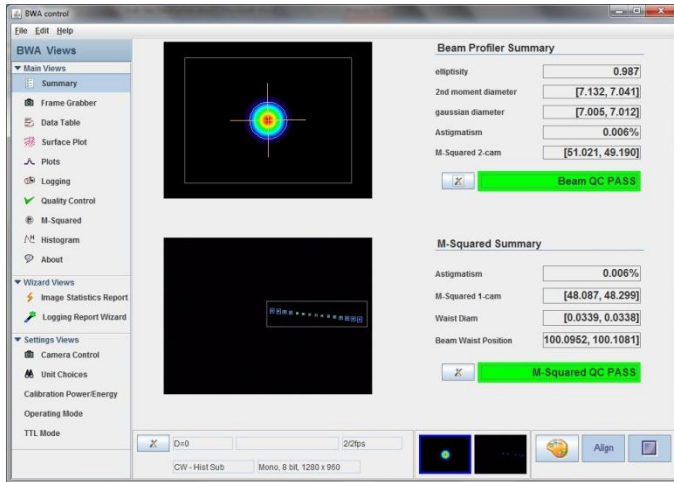 BWA control
File Edit Help
BWA Views
Main Views
Summary
Frame Grabber
Data Table
Surface Plot
Plots
Logging
Quality Control
M-Squared
Histogram
About
Wizard Views
Image Statistics Report
Logging Report Wizard
Settings Views
Camera Control
Unit Choices
Calibration Power/Energy
Operating Mode
TTL Mode
Beam Profiler Summary
elliptisity 0.987
2nd moment diameter [7.132, 7.041]
gaussian diameter [7.005, 7.012]
Astigmatism 0.006%
M-Squared 2-cam [51.021, 49.190]
Beam QC PASS
M-Squared Summary
Astigmatism 0.006%
M-Squared 1-cam [48.087, 48.299]
Waist Diam [0.0339, 0.0338]
Beam Waist Position 100.0952, 100.1081]
M-Squared QC PASS
D=0 2/2fps
CW - Hist Sub Mono, 8 bit, 1280 x 960
Align